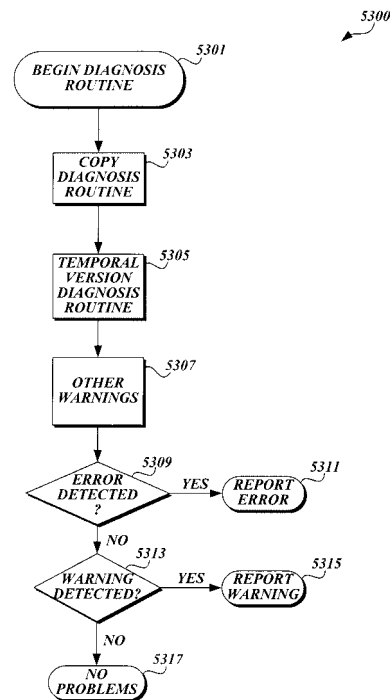 5300
5301
BEGIN DIAGNOSIS
ROUTINE
5303
COPY
DIAGNOSIS
ROUTINE
5305
TEMPORAL
VERSION
DIAGNOSIS
ROUTINE
5307
OTHER
WARNINGS
5309
ERROR
DETECTED
?
YES
5311
REPORT
ERROR
NO
5313
WARNING
DETECTED?
YES
5315
REPORT
WARNING
NO
5317
NO
PROBLEMS